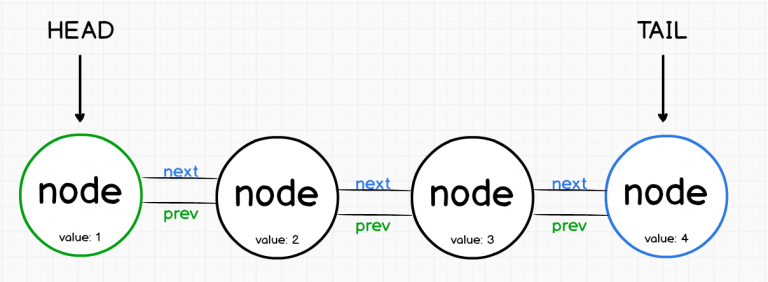 HEAD
TAIL
next
prev
next
prev
next
prev
node
value: 1
node
value: 2
node
value: 3
node
value: 4